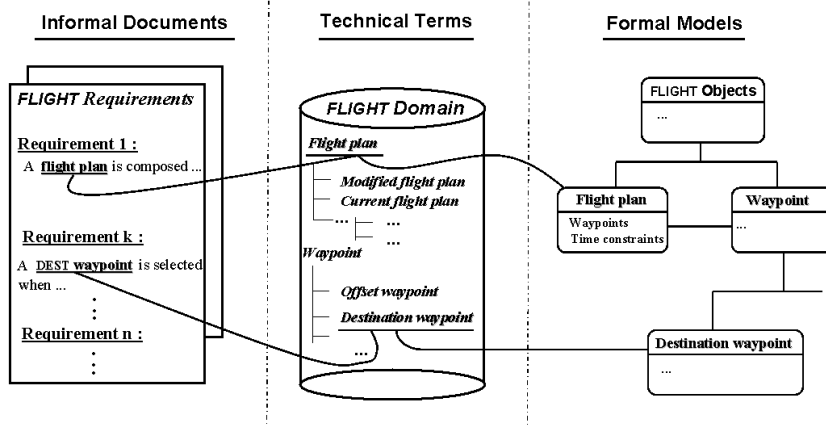 Informal Documents
FLIGHT Requirements
Requirement 1 :
A flight plan is composed ...
Requirement k :
A DEST waypoint is selected
when ...
Requirement n :
Technical Terms
FLIGHT Domain
Flight plan
Modified flight plan
Current flight plan
... ...
...
Waypoint
Offset waypoint
Destination waypoint
...
Formal Models
FLIGHT Objects
...
Flight plan
Waypoints
Time constraints
Waypoint
...
Destination waypoint
...